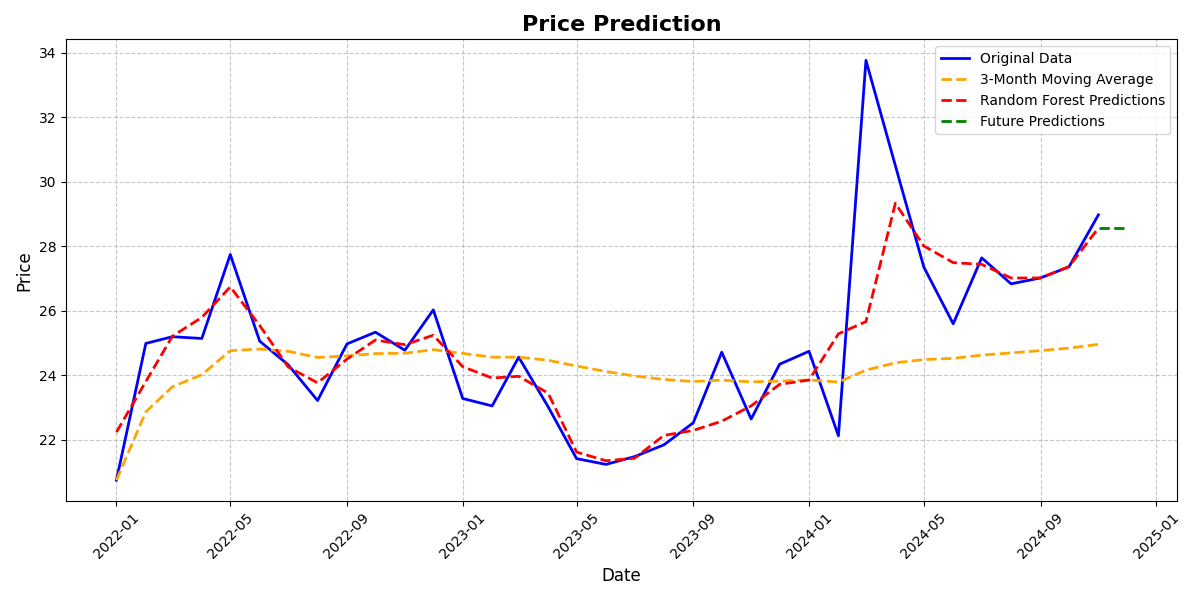 Price Prediction
Original Data
3-Month Moving Average
Random Forest Predictions
Future Predictions
Price
34
32
30
28
26
24
22
2022-01
2022-05
2022-09
2023-01
2023-05
2023-09
2024-01
2024-05
2024-09
2025-01
Date